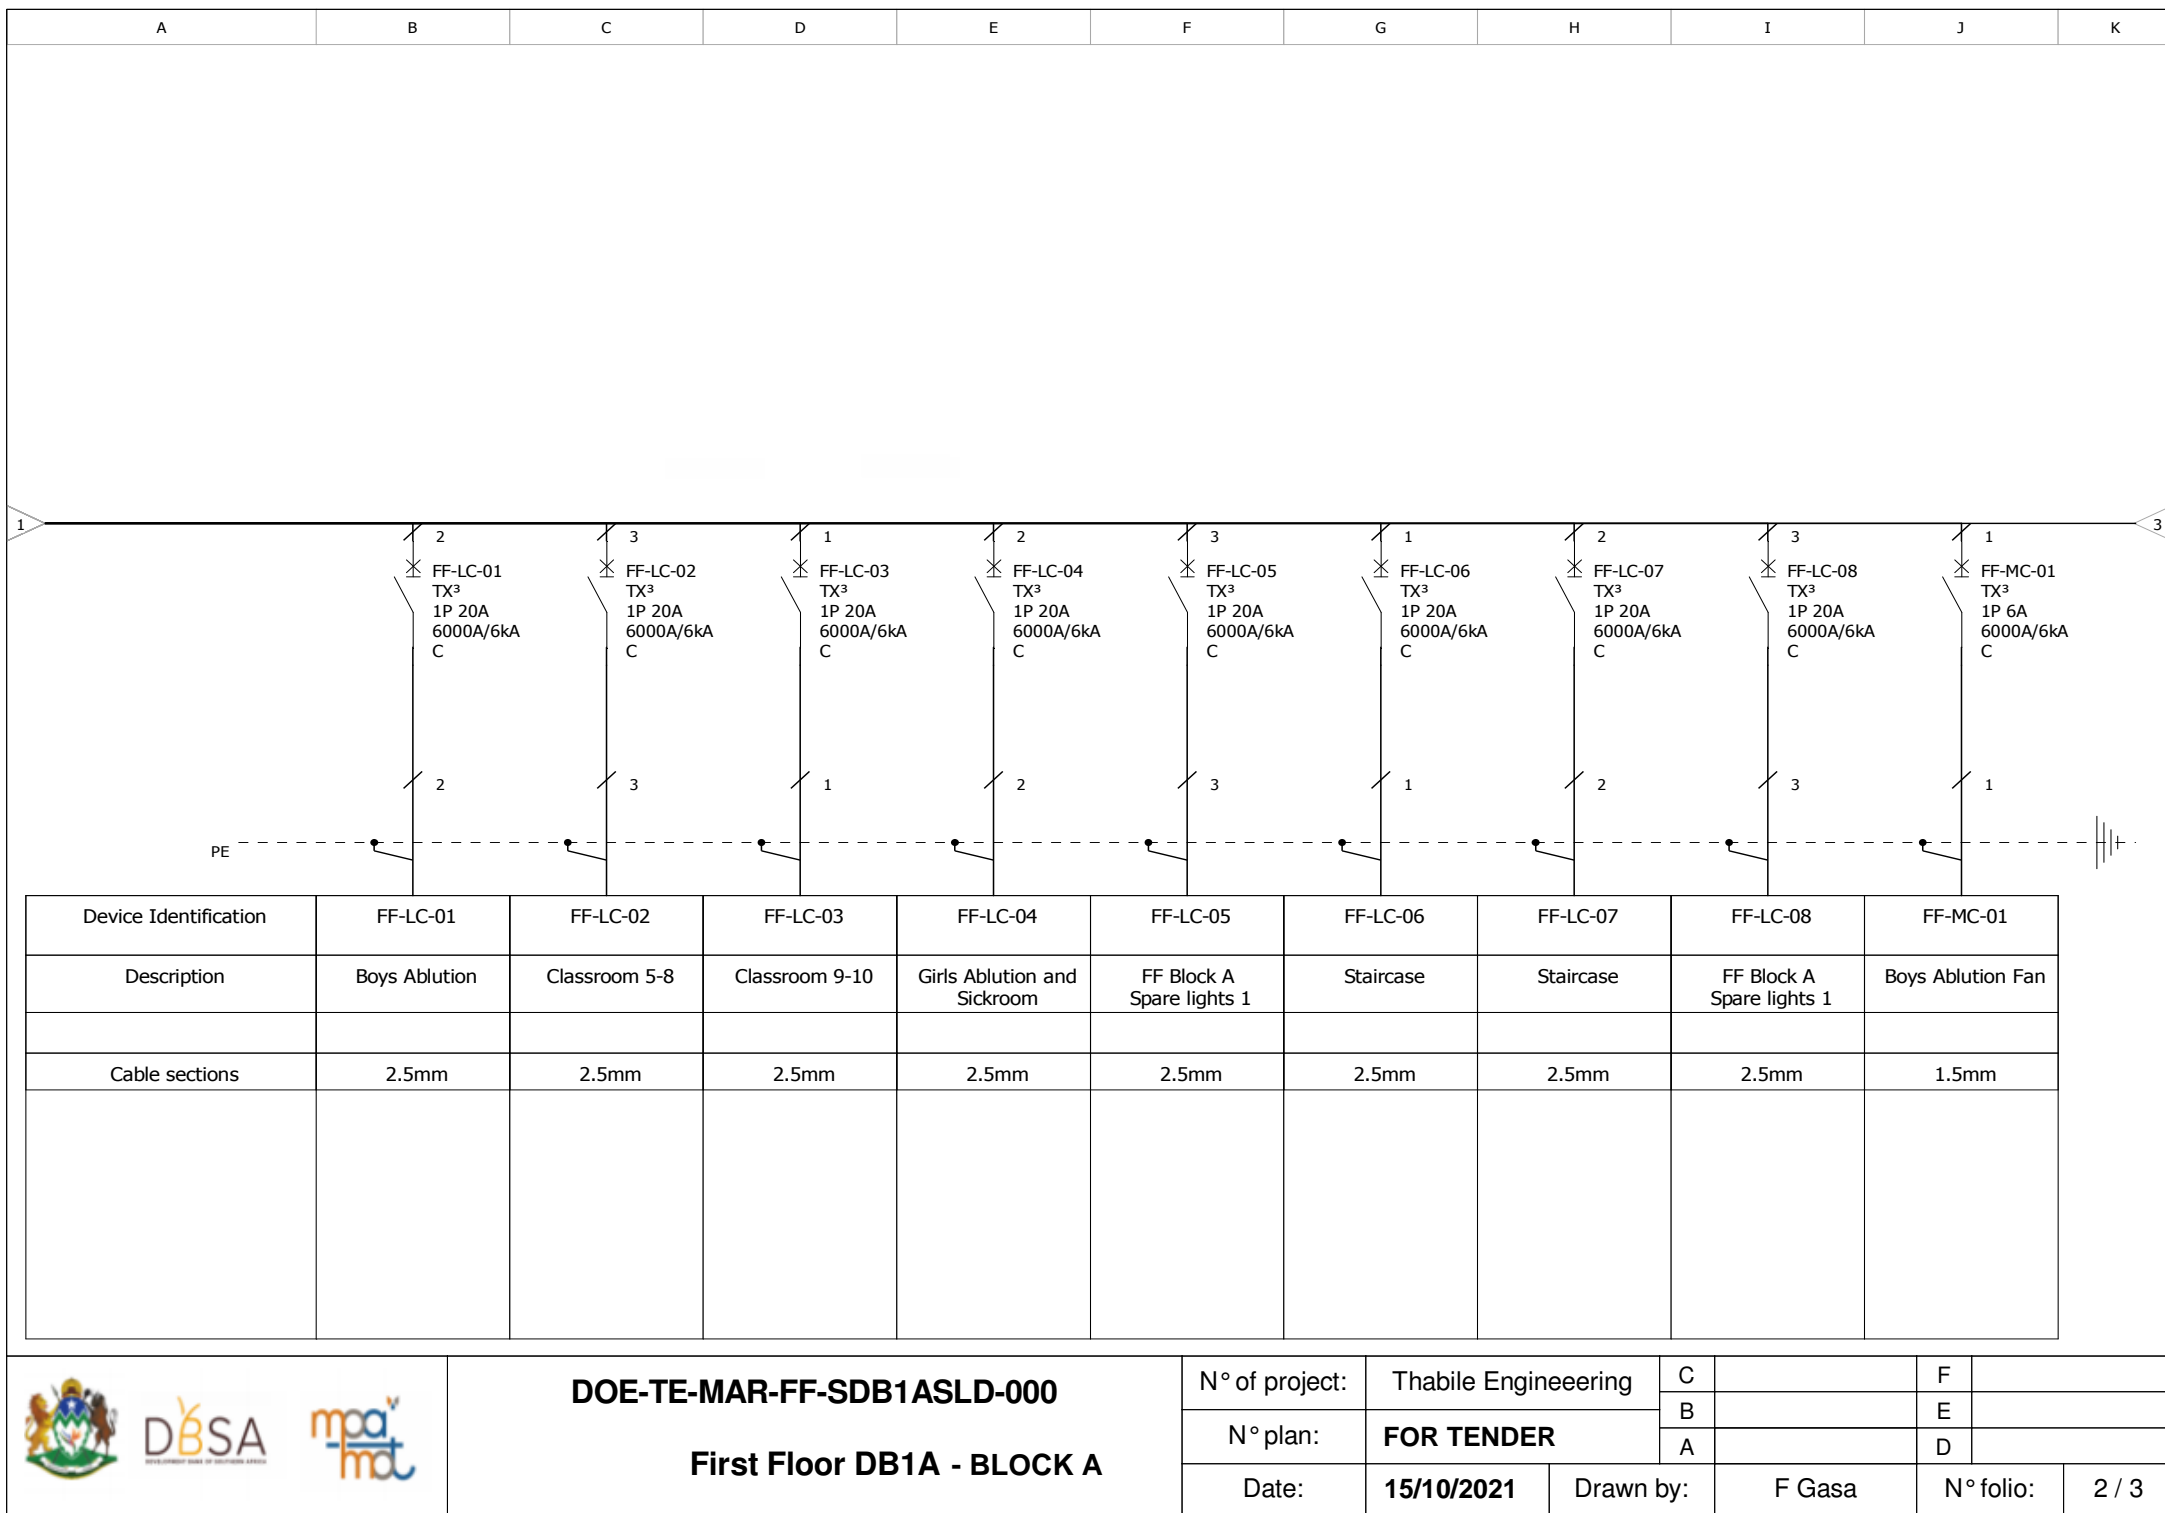 A B C D E F G H I J K
1 3
2 3 1 2 3 1 2 3 1
FF-LC-01 FF-LC-02 FF-LC-03 FF-LC-04 FF-LC-05 FF-LC-06 FF-LC-07 FF-LC-08 FF-MC-01
TX³ TX³ TX³ TX³ TX³ TX³ TX³ TX³ TX³
1P 20A 1P 20A 1P 20A 1P 20A 1P 20A 1P 20A 1P 20A 1P 20A 1P 6A
6000A/6kA 6000A/6kA 6000A/6kA 6000A/6kA 6000A/6kA 6000A/6kA 6000A/6kA 6000A/6kA 6000A/6kA
C C C C C C C C C
2 3 1 2 3 1 2 3 1
PE
Device Identification FF-LC-01 FF-LC-02 FF-LC-03 FF-LC-04 FF-LC-05 FF-LC-06 FF-LC-07 FF-LC-08 FF-MC-01
Description Boys Ablution Classroom 5-8 Classroom 9-10 Girls Ablution and FF Block A Staircase Staircase FF Block A Boys Ablution Fan
Sickroom Spare lights 1 Spare lights 1
Cable sections 2.5mm 2.5mm 2.5mm 2.5mm 2.5mm 2.5mm 2.5mm 2.5mm 1.5mm
DBSA
DEVELOPMENT BANK OF SOUTHERN AFRICA
mpa
mot
DOE-TE-MAR-FF-SDB1ASLD-000
First Floor DB1A - BLOCK A
N° of project: Thabile Engineeering C F
B E
N° plan: FOR TENDER A D
Date: 15/10/2021 Drawn by: F Gasa N° folio: 2 / 3